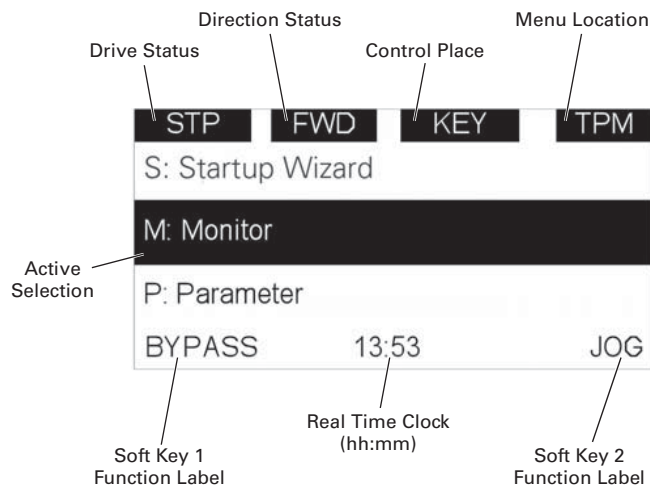 Direction Status
Menu Location
Drive Status
Control Place
STP FWD KEY TPM
S: Startup Wizard
M: Monitor
Active
Selection
P: Parameter
BYPASS 13:53 JOG
Real Time Clock
(hh:mm)
Soft Key 1
Function Label
Soft Key 2
Function Label